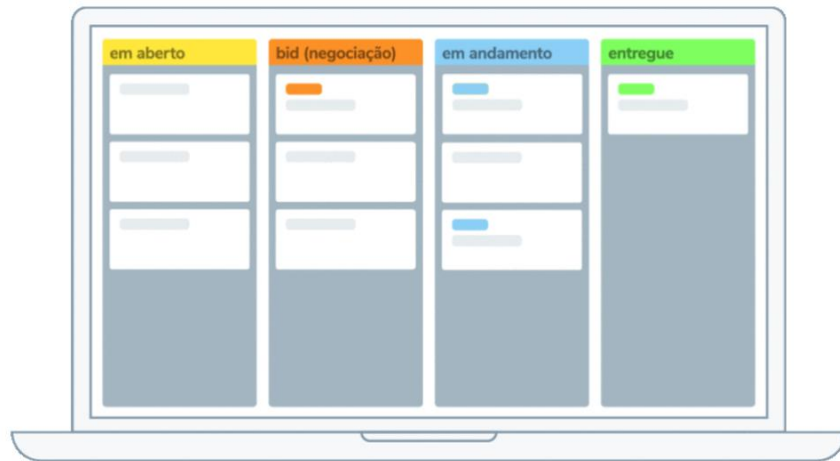 em aberto
bid (negociação)
em andamento
entregue